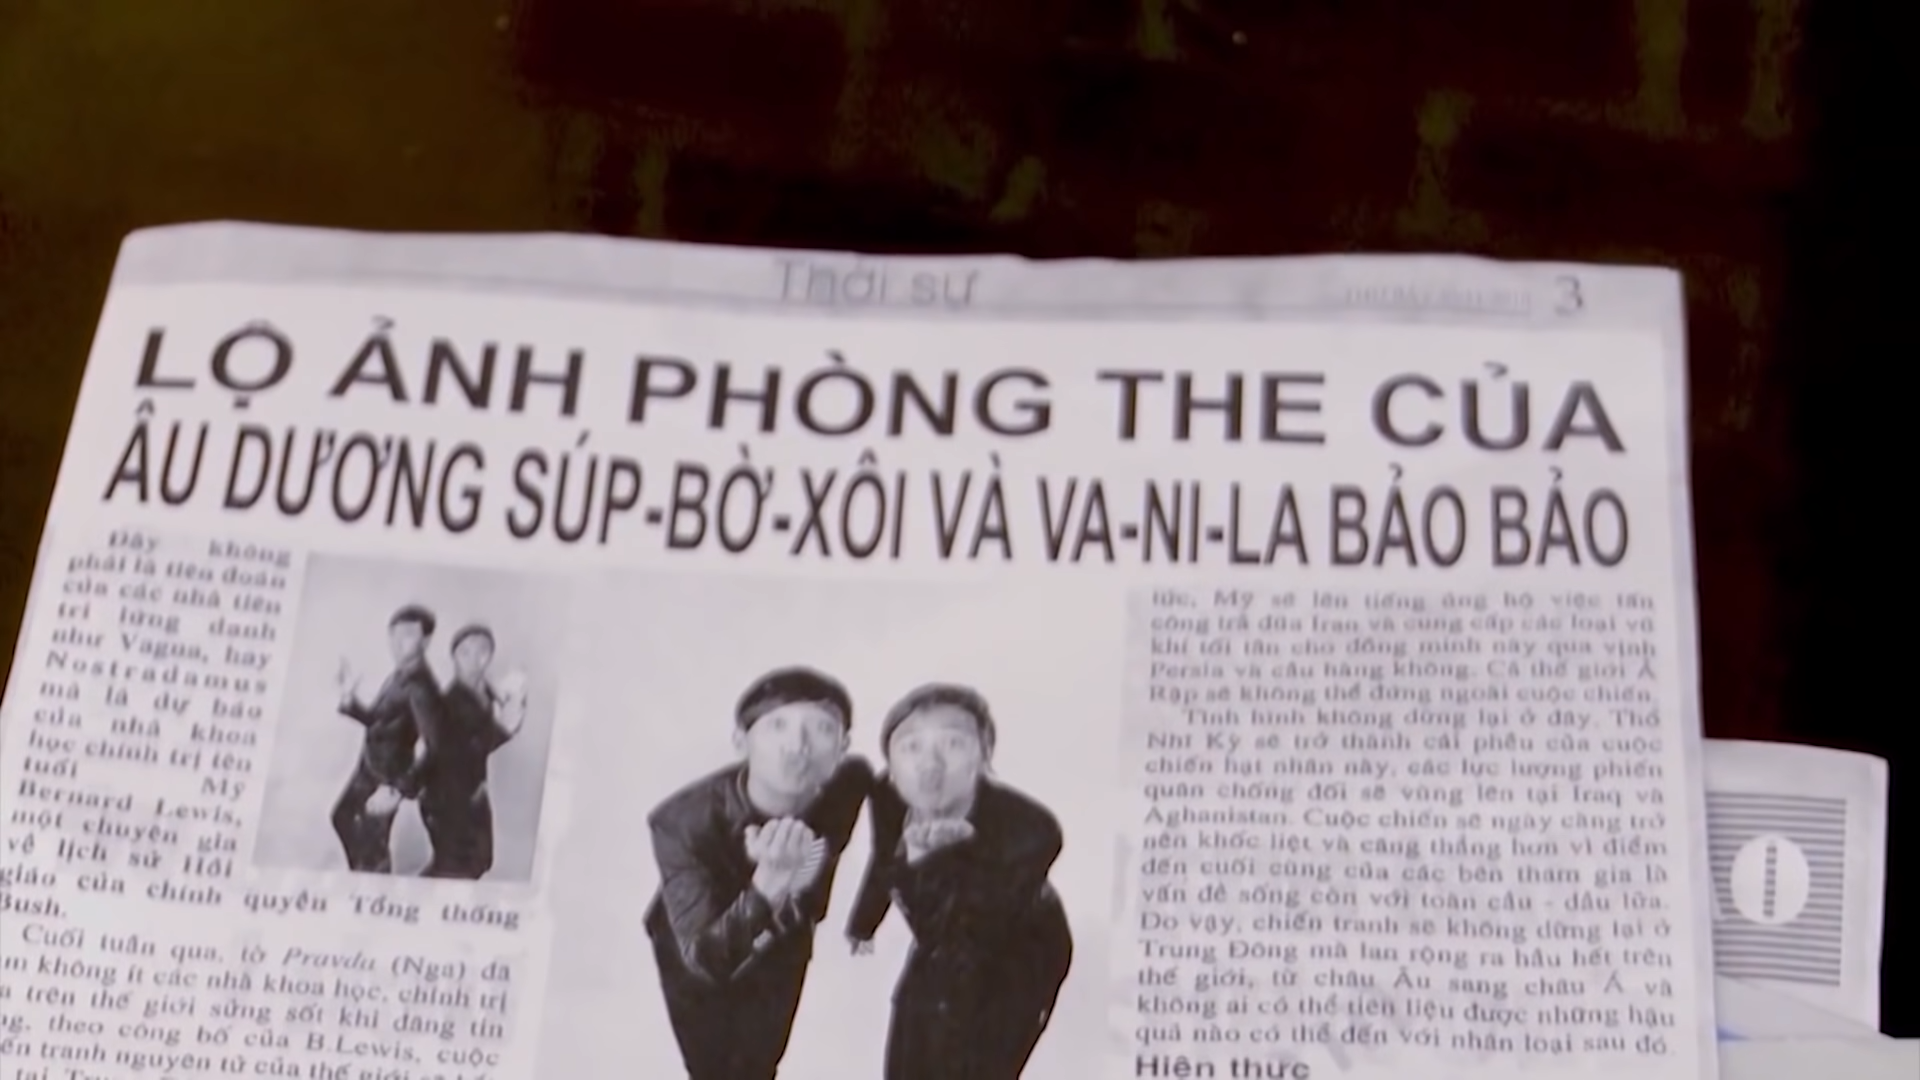 Thời sự
3
LỘ ẢNH PHÒNG THE CỦA
ÂU DƯƠNG SÚP-BỜ-XÔI VÀ VA-NI-LA BẢO BẢO
Đây không
phải là tiên đoán
của các nhà tiên
tri lừng danh
như Vagua, hay
Nostradamus
mà là dự báo
của nhà khoa
học chính trị tên
tuổi Mỹ
Bernard Lewis,
một chuyên gia
về lịch sử Hồi
giáo của chính quyền Tổng thống
Bush.
Cuối tuần qua, tờ Pravda (Nga) đã
m không ít các nhà khoa học, chính trị
a trên thế giới sửng sốt khi đăng tin
g, theo công bố của B.Lewis, cuộc
ến tranh nguyên tử của thế giới
tức, Mỹ sẽ lên tiếng ủng hộ việc tấn
công trả đũa Iran và cung cấp các loại vũ
khí tối tân cho đồng minh này qua vịnh
Persia và cầu hàng không. Cả thế giới Ả
Rập sẽ không thể đứng ngoài cuộc chiến.
Tình hình không dừng lại ở đây. Thổ
Nhĩ Kỳ sẽ trở thành cái phễu của cuộc
chiến hạt nhân này, các lực lượng phiến
quân chống đối sẽ vùng lên tại Iraq và
Aghanistan. Cuộc chiến sẽ ngày càng trở
nên khốc liệt và căng thẳng hơn vì điểm
đến cuối cùng của các bên tham gia là
vấn đề sống còn với toàn cầu - dầu lửa.
Do vậy, chiến tranh sẽ không dừng lại ở
Trung Đông mà lan rộng ra hầu hết trên
thế giới, từ châu Âu sang châu Á và
không ai có thể tiên liệu được những hậu
quả nào có thể đến với nhân loại sau đó.
Hiện thực